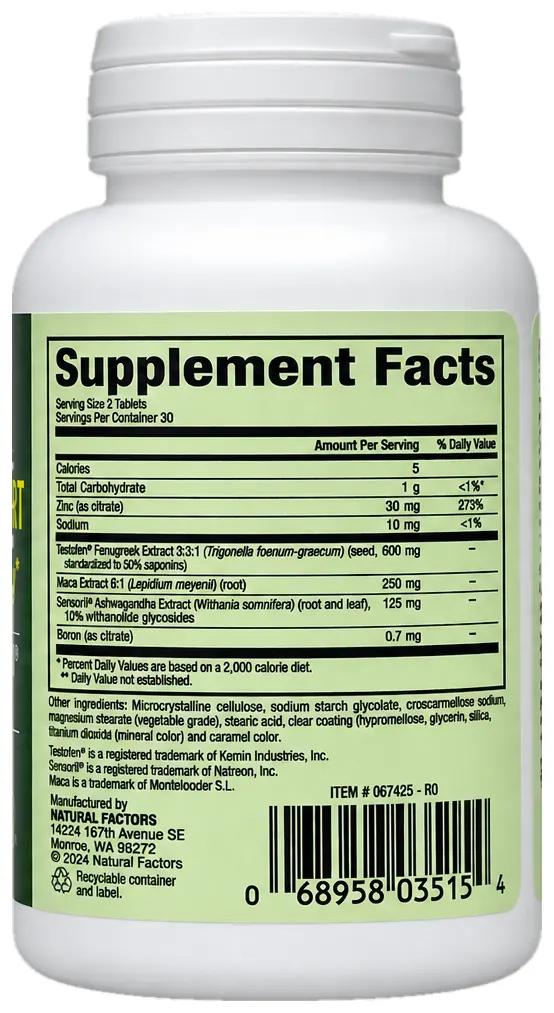 Supplement Facts
Serving Size 2 Tablets
Servings Per Container 30
Amount Per Serving % Daily Value
Calories 5
Total Carbohydrate 1 g <1%*
Zinc (as citrate) 30 mg 273%
Sodium 10 mg <1%
Testofen® Fenugreek Extract 3:3:1 (Trigonella foenum-graecum) (seed, 600 mg –
standardized to 50% saponins)
Maca Extract 6:1 (Lepidium meyenii) (root) 250 mg –
Sensoril® Ashwagandha Extract (Withania somnifera) (root and leaf), 125 mg –
10% withanolide glycosides
Boron (as citrate) 0.7 mg –
* Percent Daily Values are based on a 2,000 calorie diet.
** Daily Value not established.
Other ingredients: Microcrystalline cellulose, sodium starch glycolate, croscarmellose sodium,
magnesium stearate (vegetable grade), stearic acid, clear coating (hypromellose, glycerin, silica,
titanium dioxida (mineral color) and caramel color.
Testofen® is a registered trademark of Kemin Industries, Inc.
Sensoril® is a registered trademark of Natreon, Inc.
Maca is a trademark of Montelooder S.L.
ITEM # 067425 - R0
Manufactured by
NATURAL FACTORS
14224 167th Avenue SE
Monroe, WA 98272
© 2024 Natural Factors
Recyclable container
and label.
0 68958 03515 4